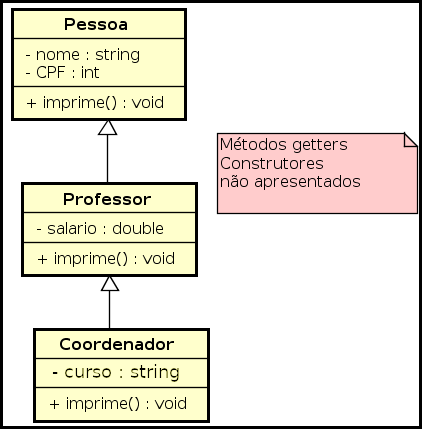 Pessoa
- nome : string
- CPF : int
+ imprime() : void
Métodos getters
Construtores
não apresentados
Professor
- salario : double
+ imprime() : void
Coordenador
- curso : string
+ imprime() : void